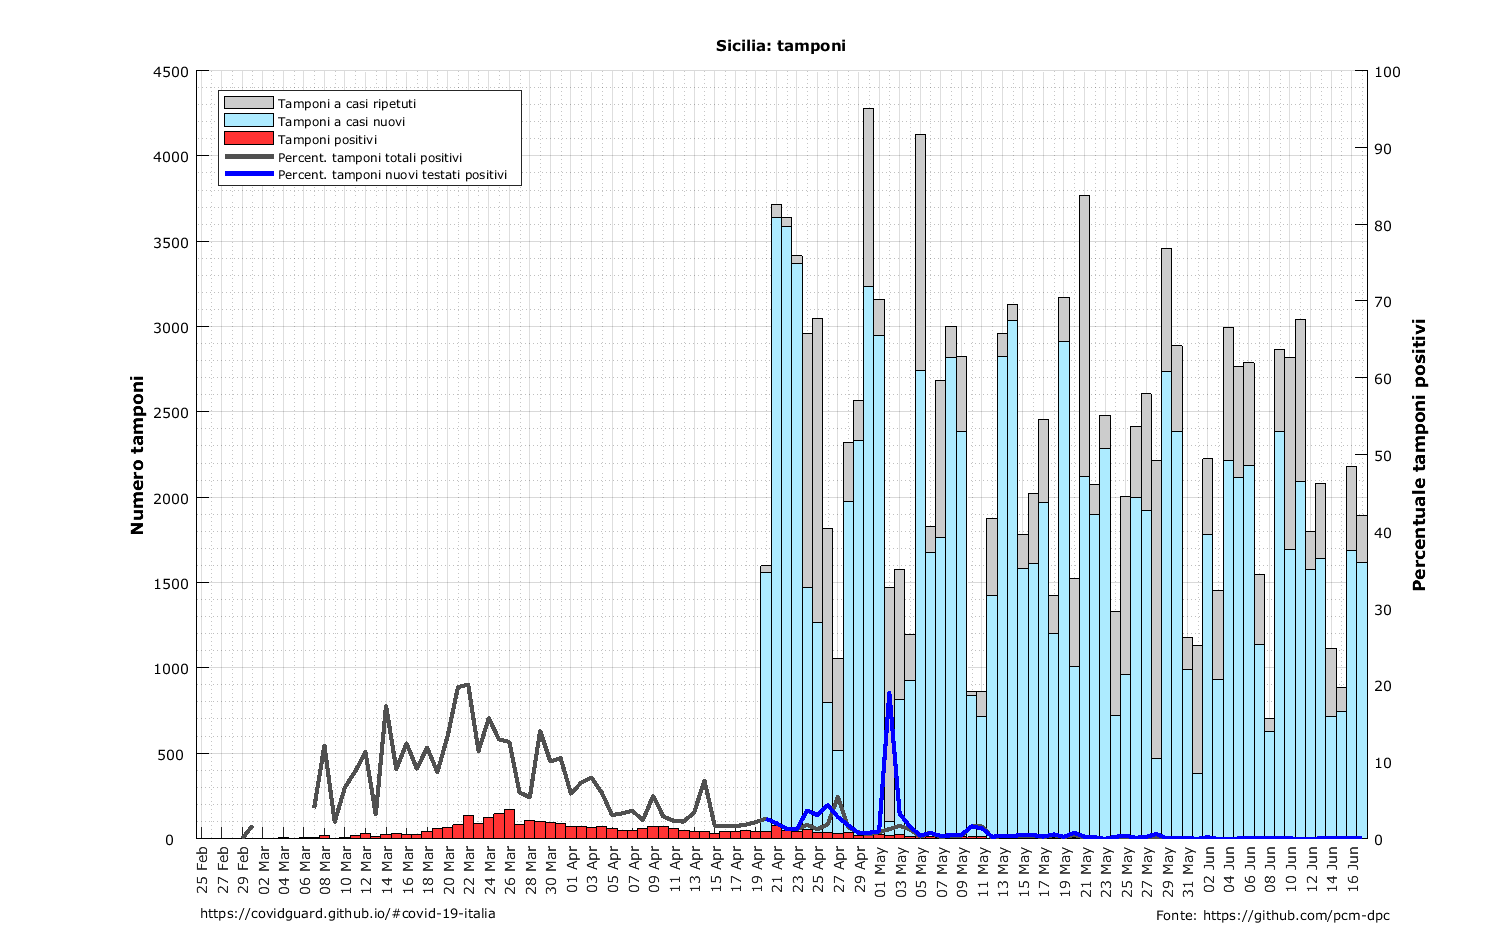 Sicilia: tamponi
4500
4000
3500
3000
2500
2000
1500
1000
500
0
Numero tamponi
Tamponi a casi ripetuti
Tamponi a casi nuovi
Tamponi positivi
Percent. tamponi totali positivi
Percent. tamponi nuovi testati positivi
100
90
80
70
60
50
40
30
20
10
0
Percentuale tamponi positivi
25 Feb
27 Feb
29 Feb
02 Mar
04 Mar
06 Mar
08 Mar
10 Mar
12 Mar
14 Mar
16 Mar
18 Mar
20 Mar
22 Mar
24 Mar
26 Mar
28 Mar
30 Mar
01 Apr
03 Apr
05 Apr
07 Apr
09 Apr
11 Apr
13 Apr
15 Apr
17 Apr
19 Apr
21 Apr
23 Apr
25 Apr
27 Apr
29 Apr
01 May
03 May
05 May
07 May
09 May
11 May
13 May
15 May
17 May
19 May
21 May
23 May
25 May
27 May
29 May
31 May
02 Jun
04 Jun
06 Jun
08 Jun
10 Jun
12 Jun
14 Jun
16 Jun
https://covidguard.github.io/#covid-19-italia
Fonte: https://github.com/pcm-dpc